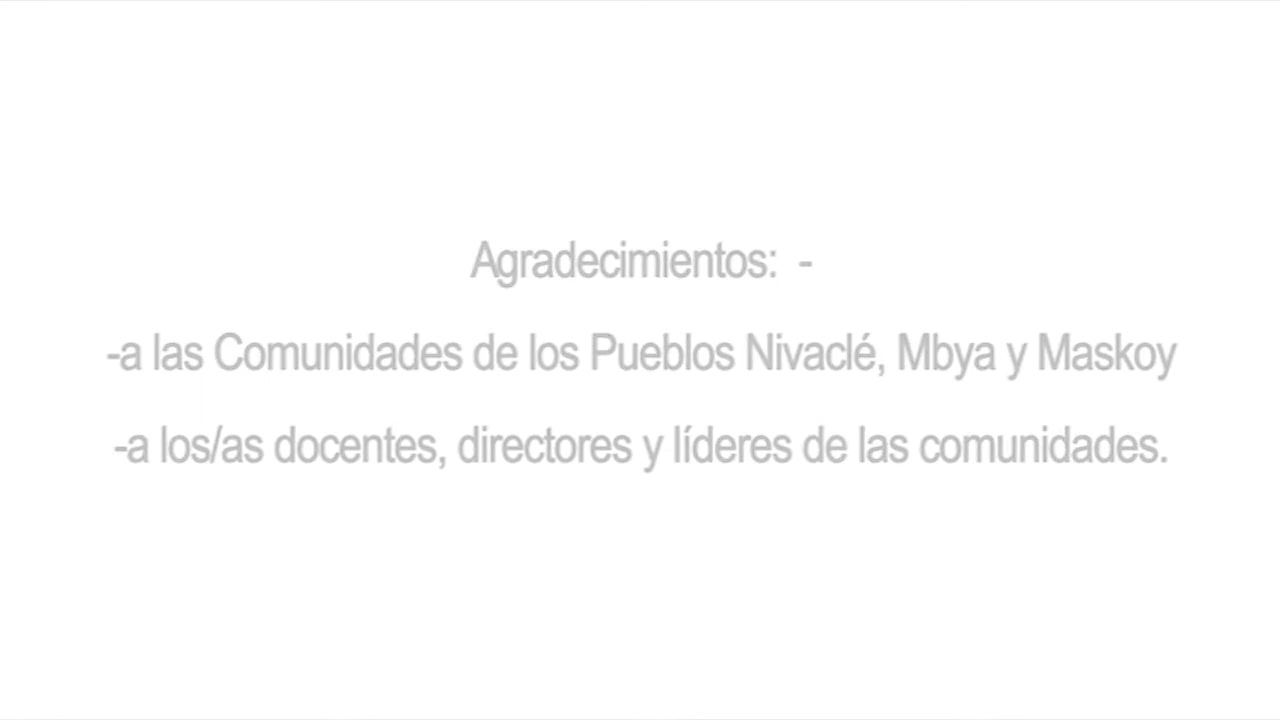 Agradecimientos:  -
-a las Comunidades de los Pueblos Nivaclé, Mbya y Maskoy
-a los/as docentes, directores y líderes de las comunidades.